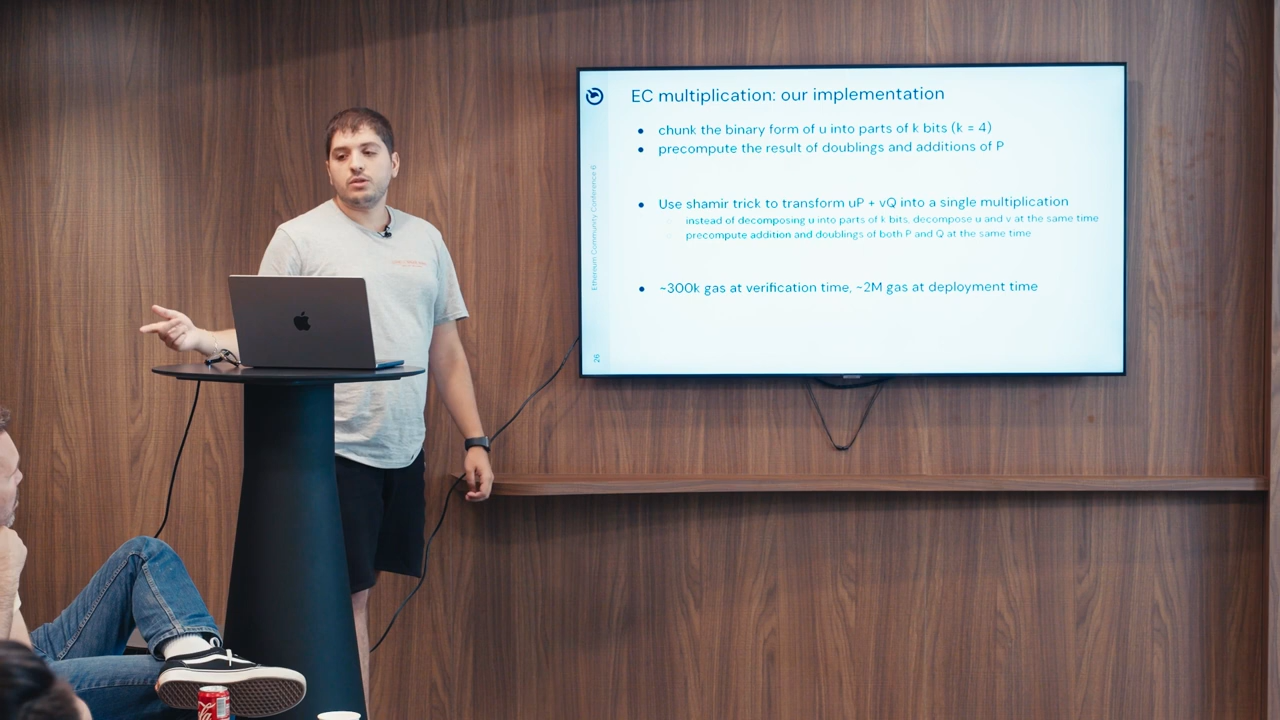 EC multiplication: our implementation
chunk the binary form of u into parts of k bits (k = 4)
precompute the result of doublings and additions of P
Use shamir trick to transform uP + vQ into a single multiplication
instead of decomposing u into parts of k bits, decompose u and v at the same time
precompute addition and doublings of both P and Q at the same time
~300k gas at verification time, ~2M gas at deployment time
Ethereum Community Conference 6
26